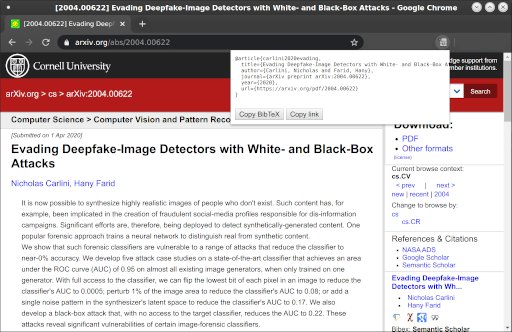 [2004.00622] Evading Deepfake-Image Detectors with White- and Black-Box Attacks - Google Chrome
[2004.00622] Evading Deepf
arxiv.org/abs/2004.00622
Cornell University
arXiv.org > cs > arXiv:2004.00622
@article{carlini2020evading,
title={Evading Deepfake-Image Detectors with White- and Black-Box A
author={Carlini, Nicholas and Farid, Hany},
journal={arXiv preprint arXiv:2004.00622},
year={2020},
url={https://arxiv.org/pdf/2004.00622}
}
Copy BibTeX
Copy link
dge support from
mber institutions.
Search
Computer Science > Computer Vision and Pattern Reco
[Submitted on 1 Apr 2020]
Evading Deepfake-Image Detectors with White- and Black-Box
Attacks
Nicholas Carlini, Hany Farid
It is now possible to synthesize highly realistic images of people who don't exist. Such content has, for
example, been implicated in the creation of fraudulent social-media profiles responsible for dis-information
campaigns. Significant efforts are, therefore, being deployed to detect synthetically-generated content. One
popular forensic approach trains a neural network to distinguish real from synthetic content.
We show that such forensic classifiers are vulnerable to a range of attacks that reduce the classifier to
near-0% accuracy. We develop five attack case studies on a state-of-the-art classifier that achieves an area
under the ROC curve (AUC) of 0.95 on almost all existing image generators, when only trained on one
generator. With full access to the classifier, we can flip the lowest bit of each pixel in an image to reduce the
classifier's AUC to 0.0005; perturb 1% of the image area to reduce the classifier's AUC to 0.08; or add a
single noise pattern in the synthesizer's latent space to reduce the classifier's AUC to 0.17. We also
develop a black-box attack that, with no access to the target classifier, reduces the AUC to 0.22. These
attacks reveal significant vulnerabilities of certain image-forensic classifiers.
Download:
PDF
Other formats
(license)
Current browse context:
cs.CV
< prev | next >
new | recent | 2004
Change to browse by:
cs
cs.CR
References & Citations
NASA ADS
Google Scholar
Semantic Scholar
Evading Deepfake-Image Detectors
with Wh...
Nicholas Carlini
Hany Farid
Bibex: Semantic Scholar